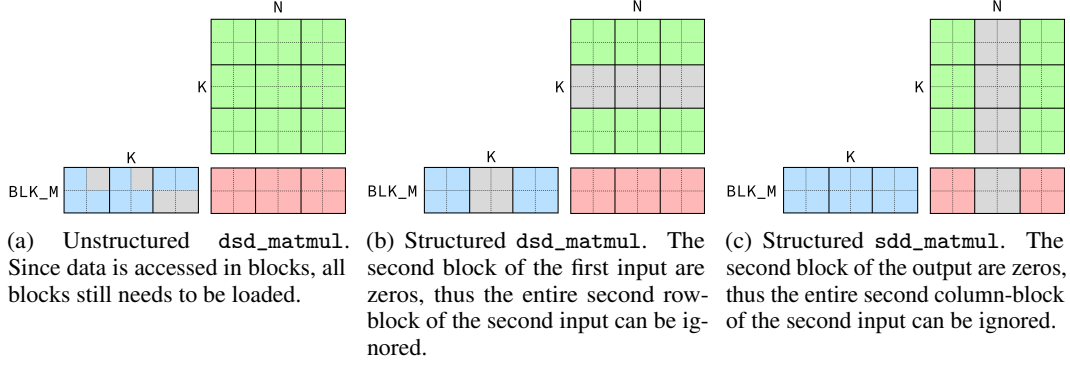 N
K
K
BLK_M
(a) Unstructured dsd_matmul.
Since data is accessed in blocks, all
blocks still needs to be loaded.
N
K
K
BLK_M
(b) Structured dsd_matmul. The
second block of the first input are
zeros, thus the entire second row-
block of the second input can be ig-
nored.
N
K
K
BLK_M
(c) Structured sdd_matmul. The
second block of the output are zeros,
thus the entire second column-block
of the second input can be ignored.